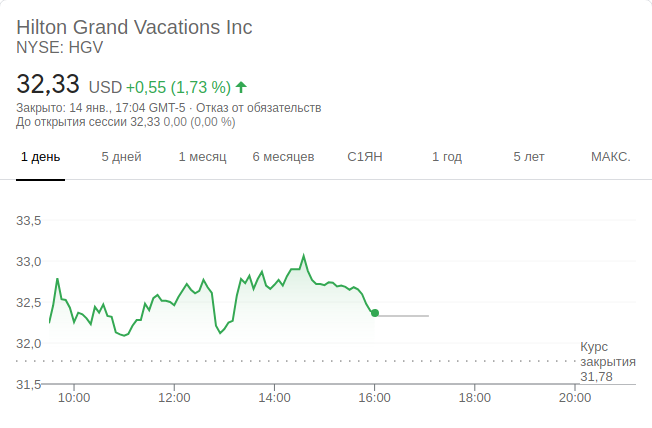 Hilton Grand Vacations Inc
NYSE: HGV
32,33 USD +0,55 (1,73 %)
Закрыто: 14 янв., 17:04 GMT-5 · Отказ от обязательств
До открытия сессии 32,33 0,00 (0,00 %)
1 день 5 дней 1 месяц 6 месяцев С1ЯН 1 год 5 лет МАКС.
33,5
33,0
32,5
32,0
Курс
закрытия
31,78
31,5
10:00 12:00 14:00 16:00 18:00 20:00